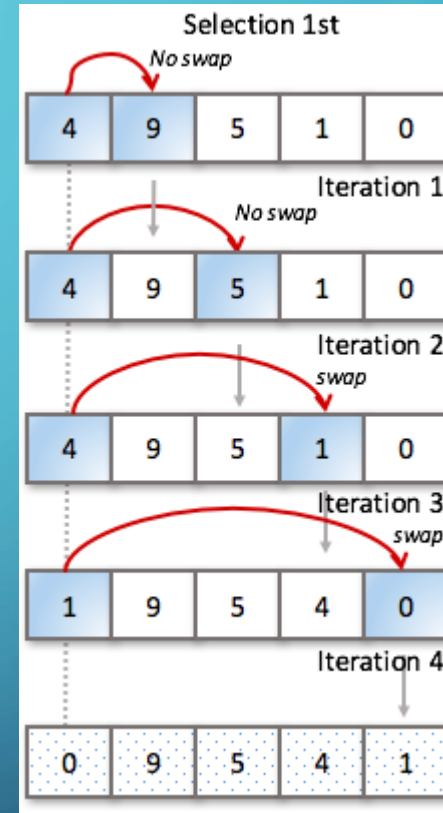 Selection 1st
No swap
4 9 5 1 0
Iteration 1
No swap
4 9 5 1 0
Iteration 2
swap
4 9 5 1 0
Iteration 3
swap
1 9 5 4 0
Iteration 4
0 9 5 4 1